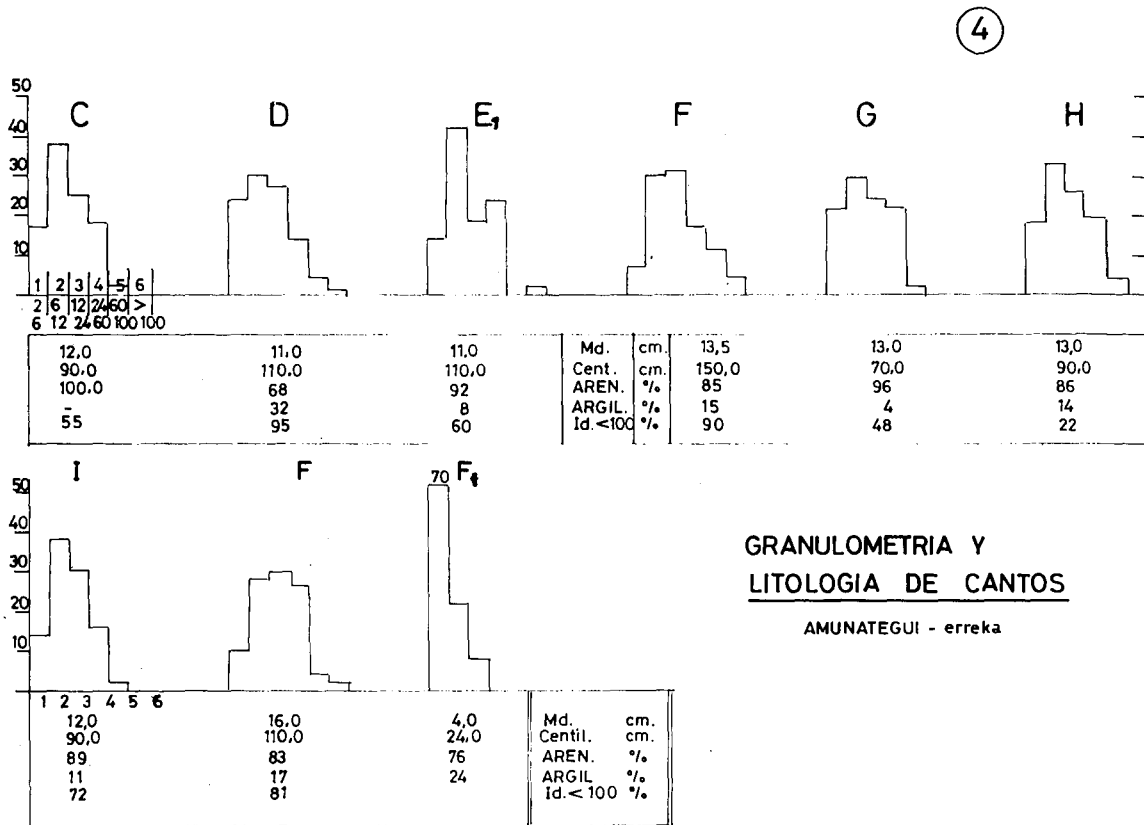 4
50
40
30
20
10
C D E1 F G H
1 2 3 4 5 6
2 6 12 24 60 >
6 12 24 60 100 100
12.0 11.0 11.0 Md. cm. 13,5 13.0 13,0
90.0 110.0 110.0 Cent. cm. 150,0 70.0 90.0
100.0 68 92 AREN. % 85 96 86
- 32 8 ARGIL. % 15 4 14
55 95 60 Id.<100 % 90 48 22
I F F1
70
50
40
30
20
10
1 2 3 4 5 6
12,0 16.0 4,0 Md. cm.
90,0 110.0 24.0 Centil. cm.
89 83 76 AREN. %
11 17 24 ARGIL %
72 81 Id.<100 %
GRANULOMETRIA Y
LITOLOGIA DE CANTOS
AMUNATEGUI - erreka